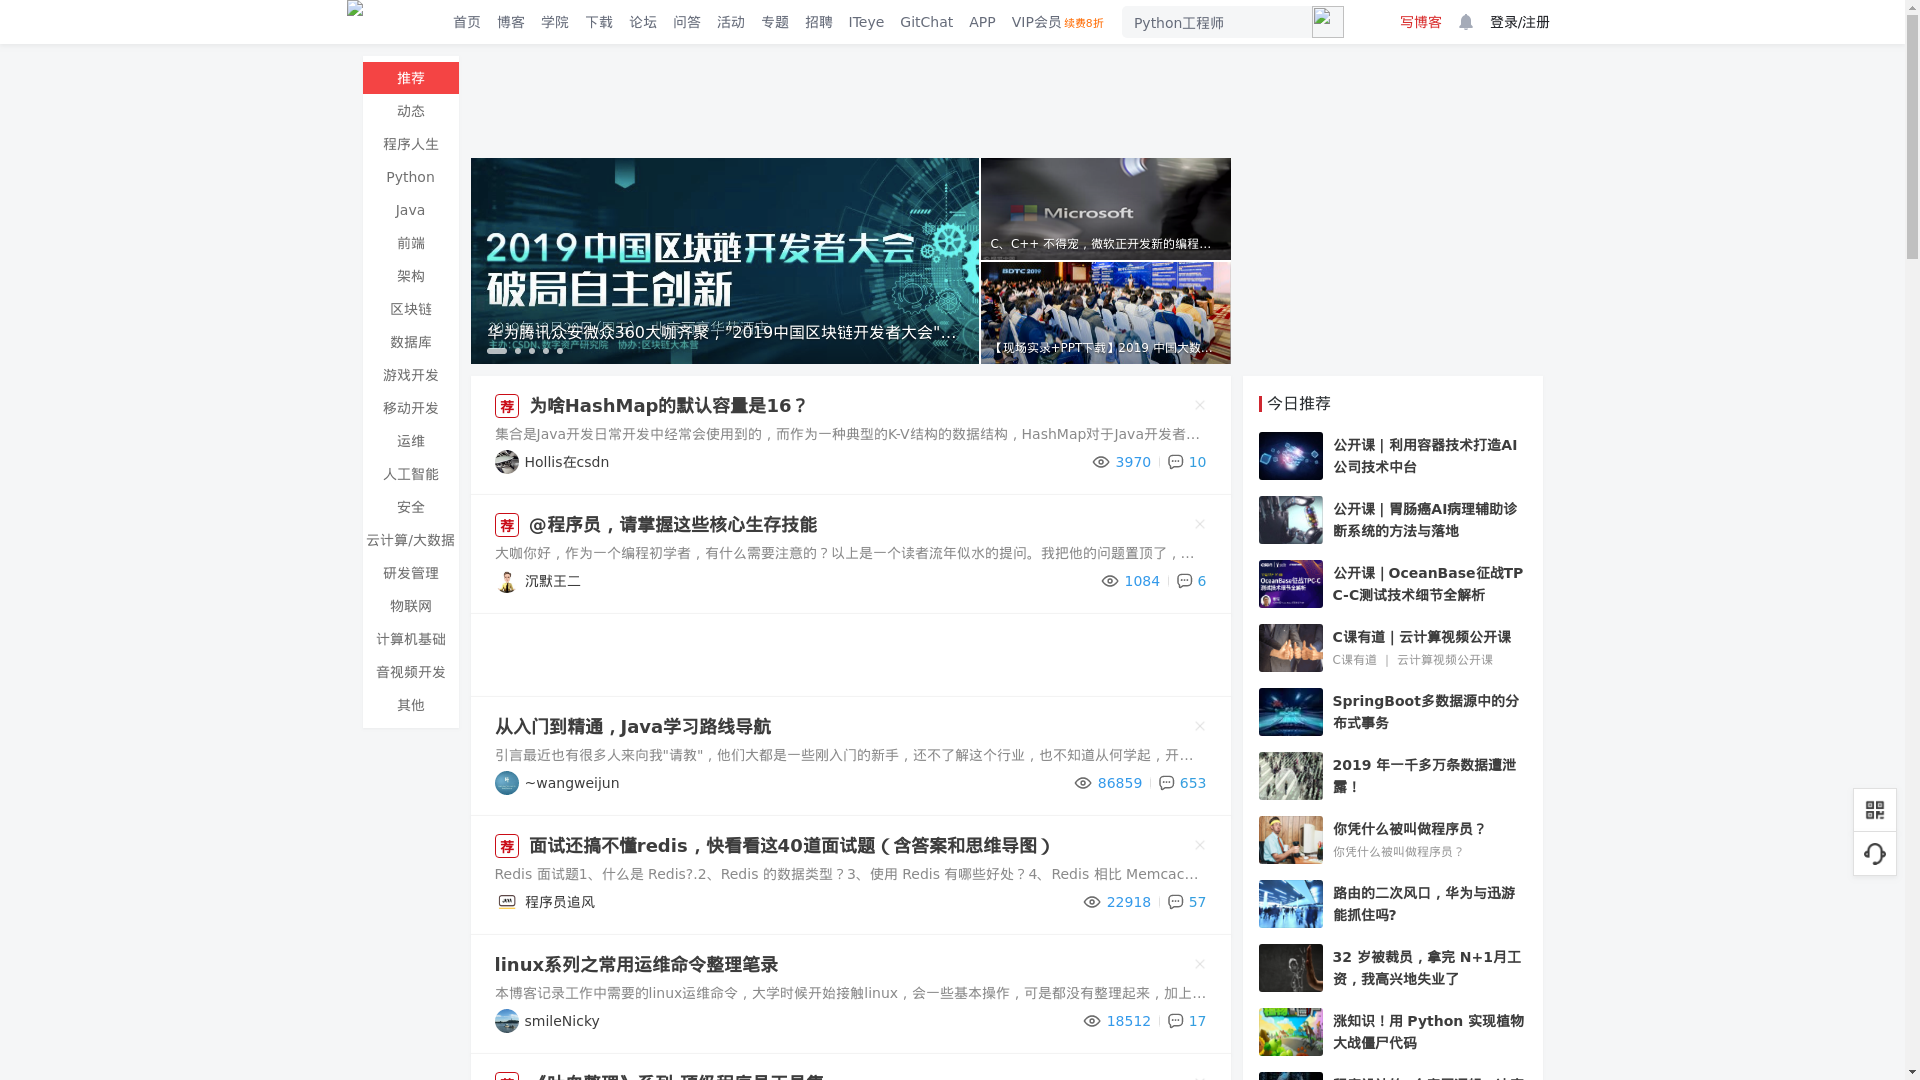 首页 博客 学院 下载 论坛 问答 活动 专题 招聘 ITeye GitChat APP VIP会员 续费8折 Python工程师 写博客 登录/注册
推荐
动态
程序人生
Python
Java
前端
架构
区块链
数据库
游戏开发
移动开发
运维
人工智能
安全
云计算/大数据
研发管理
物联网
计算机基础
音视频开发
其他
2019中国区块链开发者大会
破局自主创新
华为腾讯众安微众360大咖齐聚，"2019中国区块链开发者大会"...
主办:CSDN、数字资产研究院 协办:区块链大本营
Microsoft
C、C++ 不得宠，微软正开发新的编程...
BDTC 2019
【现场实录+PPT下载】2019 中国大数...
荐 为啥HashMap的默认容量是16？
集合是Java开发日常开发中经常会使用到的，而作为一种典型的K-V结构的数据结构，HashMap对于Java开发者...
Hollis在csdn 3970 10
荐 @程序员，请掌握这些核心生存技能
大咖你好，作为一个编程初学者，有什么需要注意的？以上是一个读者流年似水的提问。我把他的问题置顶了，...
沉默王二 1084 6
从入门到精通，Java学习路线导航
引言最近也有很多人来向我"请教"，他们大都是一些刚入门的新手，还不了解这个行业，也不知道从何学起，开...
~wangweijun 86859 653
荐 面试还搞不懂redis，快看看这40道面试题（含答案和思维导图）
Redis 面试题1、什么是 Redis?.2、Redis 的数据类型？3、使用 Redis 有哪些好处？4、Redis 相比 Memcac...
程序员追风 22918 57
linux系列之常用运维命令整理笔录
本博客记录工作中需要的linux运维命令，大学时候开始接触linux，会一些基本操作，可是都没有整理起来，加上...
smileNicky 18512 17
今日推荐
公开课 | 利用容器技术打造AI
公司技术中台
公开课 | 胃肠癌AI病理辅助诊
断系统的方法与落地
OceanBase征战TPC-C
测试技术细节全解析
公开课 | OceanBase征战TP
C-C测试技术细节全解析
C课有道 | 云计算视频公开课
C课有道 | 云计算视频公开课
SpringBoot多数据源中的分
布式事务
2019 年一千多万条数据遭泄
露！
你凭什么被叫做程序员？
你凭什么被叫做程序员？
路由的二次风口，华为与迅游
能抓住吗?
32 岁被裁员，拿完 N+1月工
资，我高兴地失业了
涨知识！用 Python 实现植物
大战僵尸代码